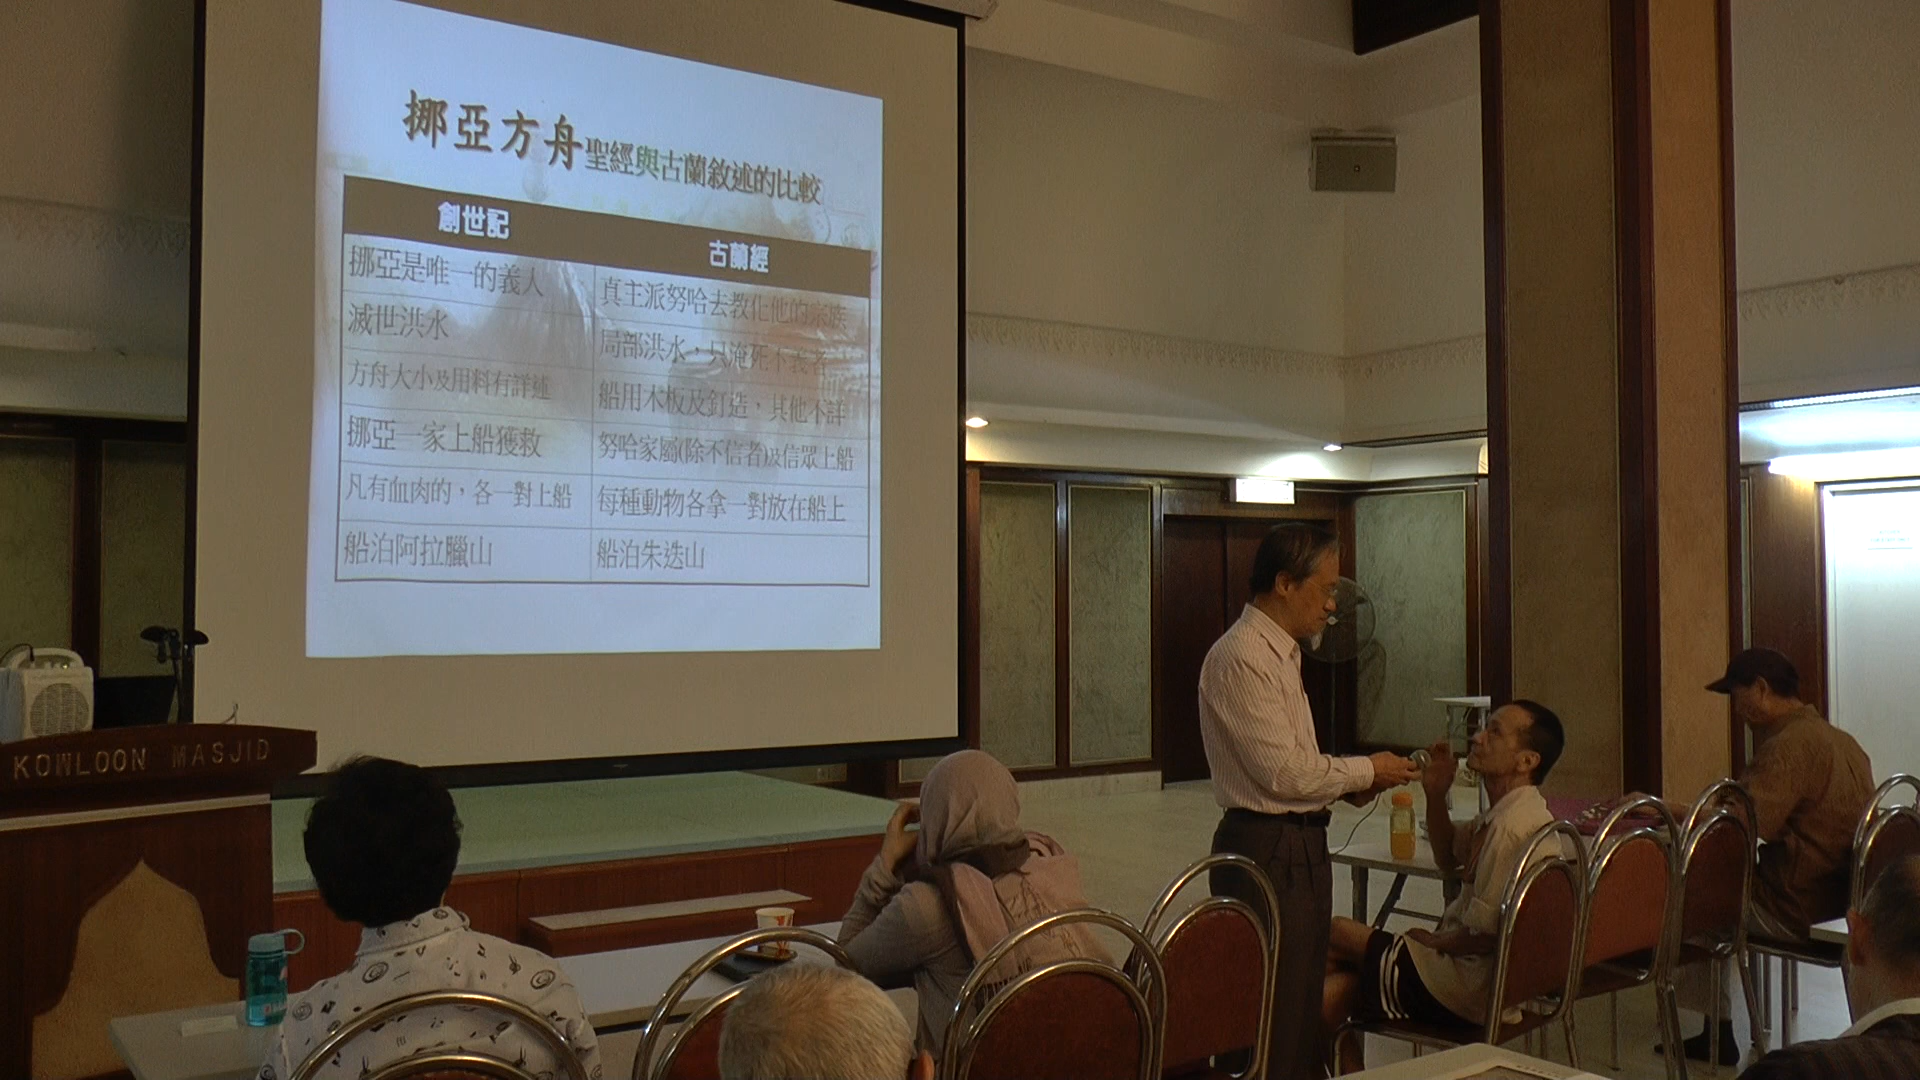 挪亞方舟聖經與古蘭敘述的比較
創世記 古蘭經
挪亞是唯一的義人 真主派努哈去教化他的宗族
滅世洪水 局部洪水，只淹死不義者
方舟大小及用料有詳述 船用木板及釘造，其他不詳
挪亞一家上船獲救 努哈家屬(除不信者)及信眾上船
凡有血肉的，各一對上船 每種動物各拿一對放在船上
船泊阿拉臘山 船泊朱迭山
KOWLOON MASJID